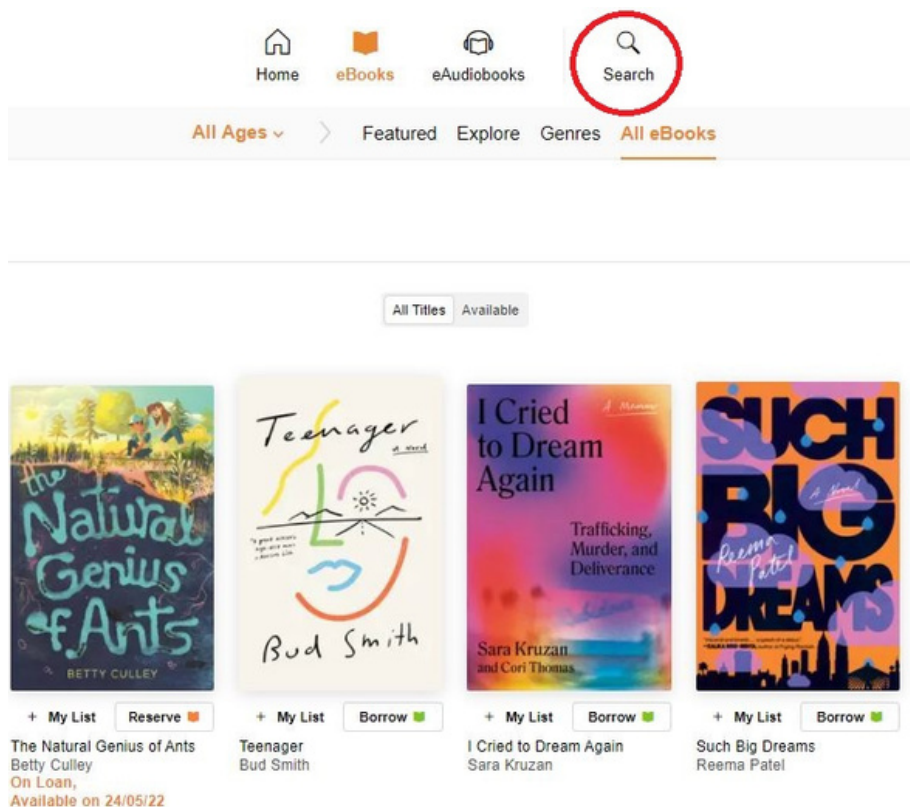 Home eBooks eAudiobooks Search
All Ages Featured Explore Genres All eBooks
All Titles Available
the
Natural
Genius
of Ants
BETTY CULLEY
Teenager
a novel
Bud Smith
I Cried
to Dream
Again
A Memoir
Trafficking,
Murder, and
Deliverance
Sara Kruzan
and Cori Thomas
SUCH
BIG
DREAMS
A Novel
Reema
Patel
+ My List Reserve
The Natural Genius of Ants
Betty Culley
On Loan,
Available on 24/05/22
+ My List Borrow
Teenager
Bud Smith
+ My List Borrow
I Cried to Dream Again
Sara Kruzan
+ My List Borrow
Such Big Dreams
Reema Patel